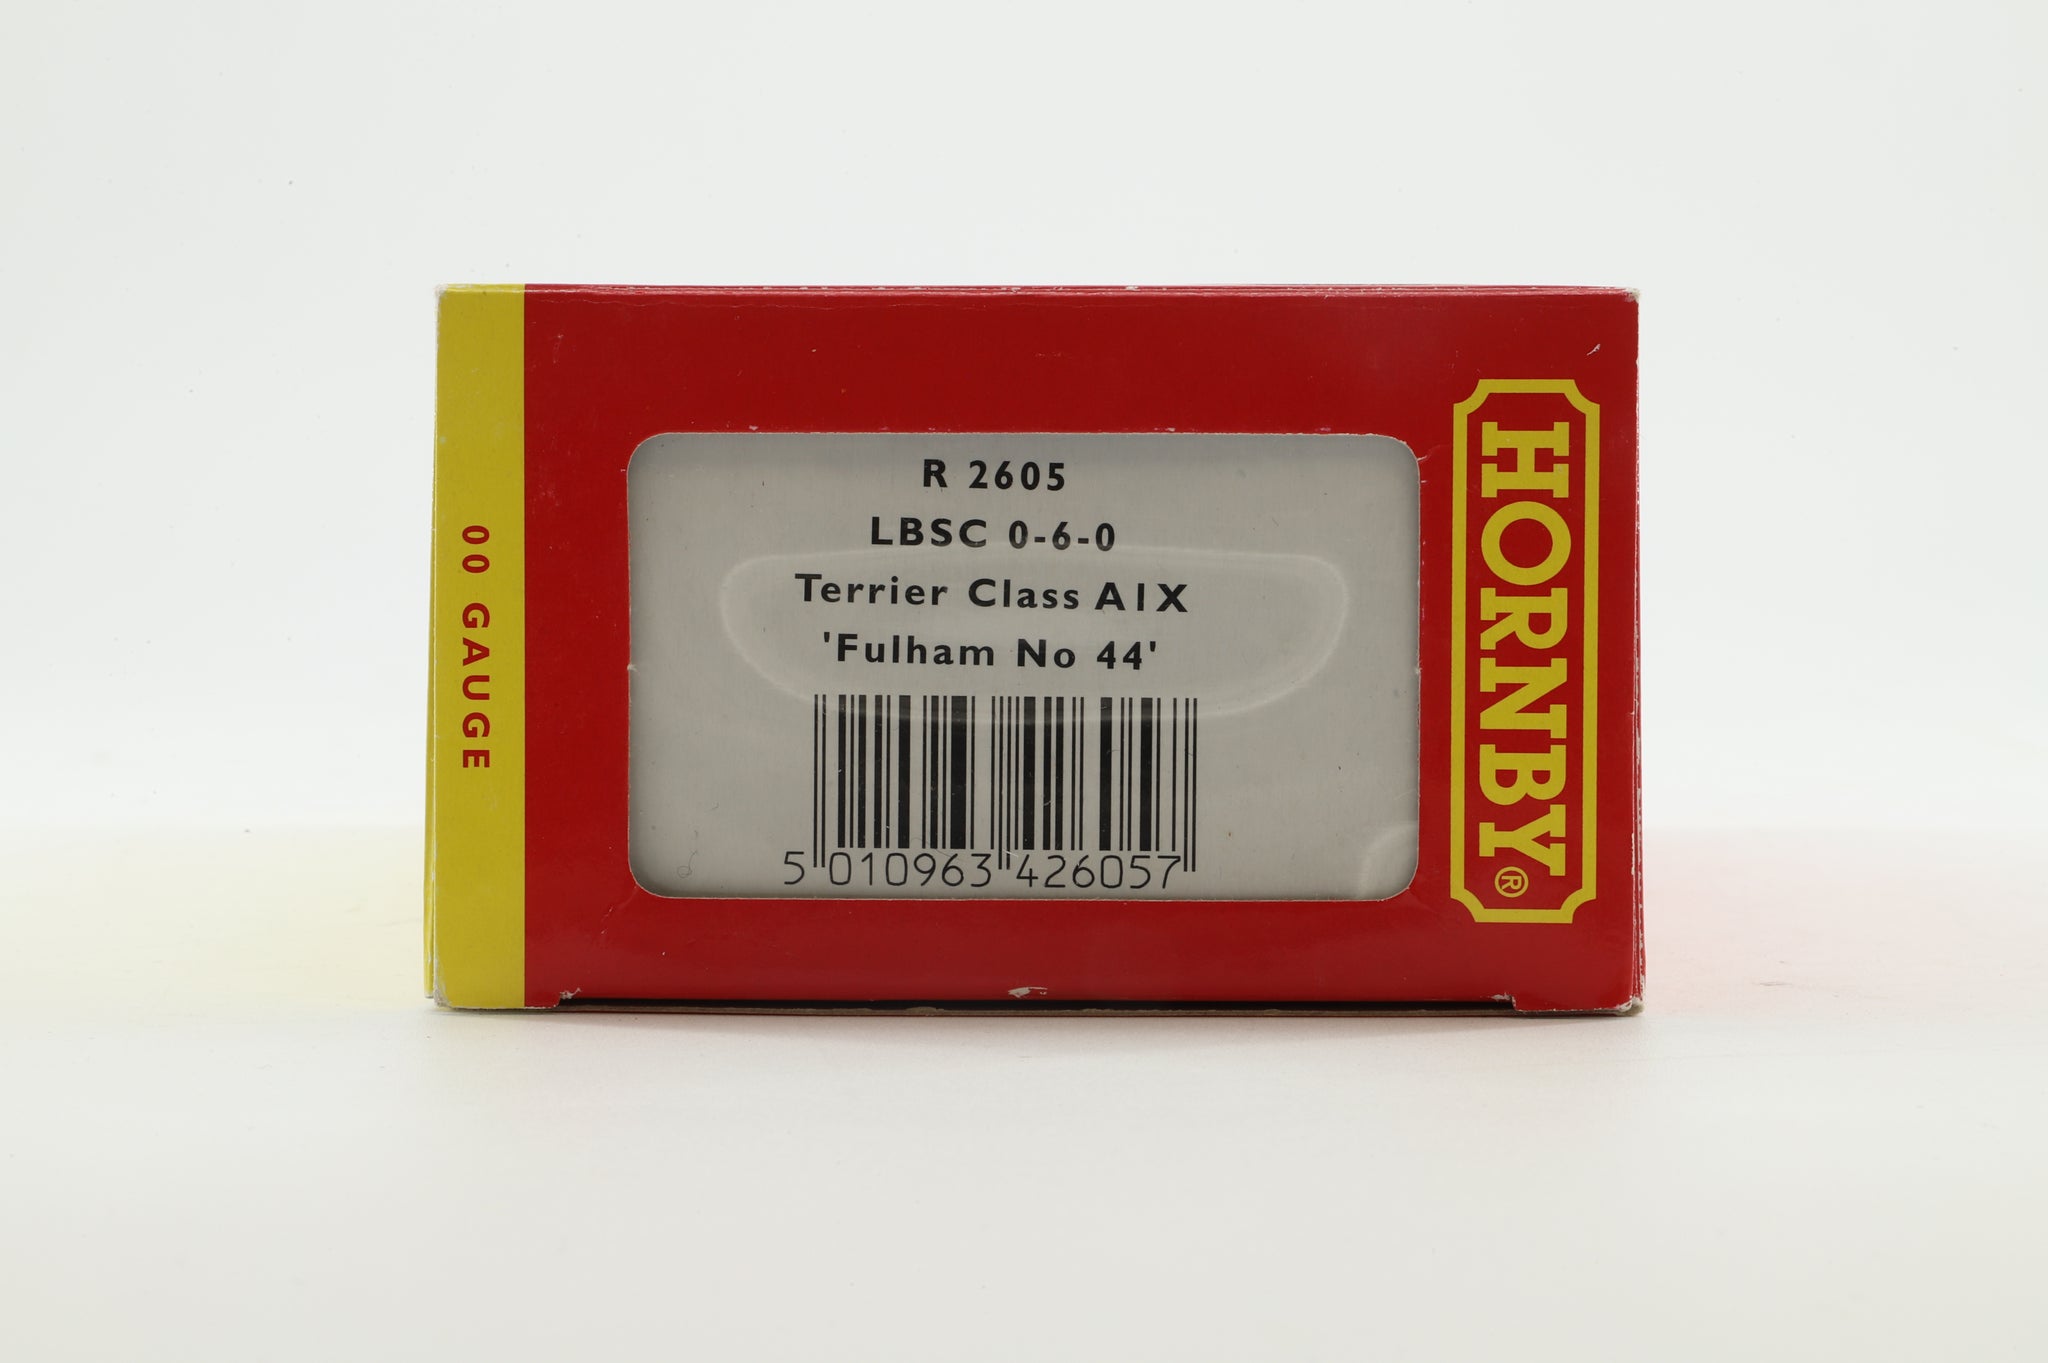 00 GAUGE
R 2605
LBSC 0-6-0
Terrier Class A1X
'Fulham No 44'
5 010963 426057
HORNBY®